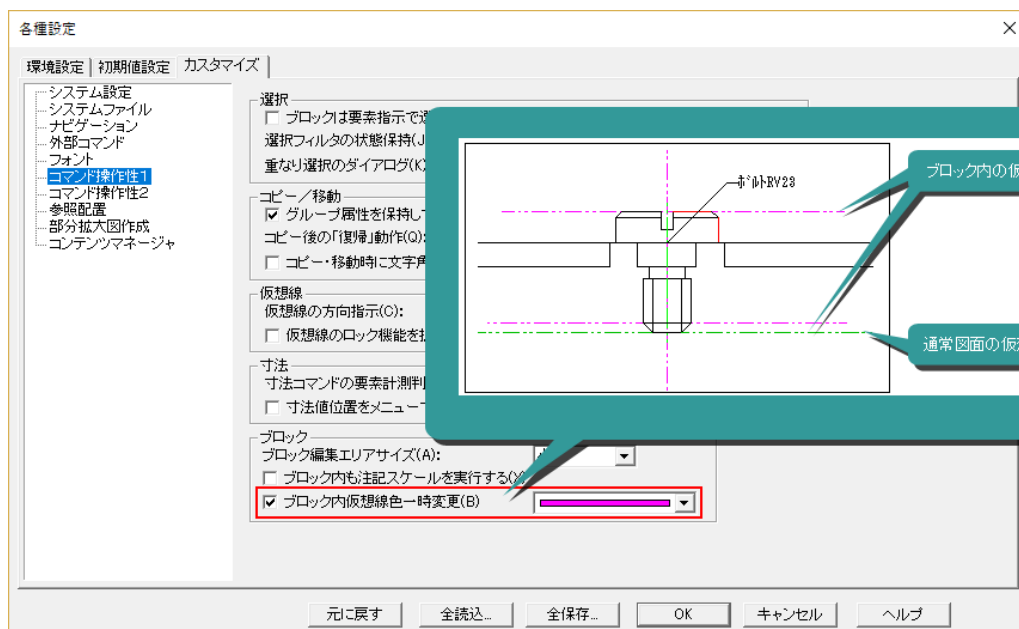 各種設定
環境設定 初期値設定 カスタマイズ
システム設定
システムファイル
ナビゲーション
外部コマンド
フォント
コマンド操作性1
コマンド操作性2
参照配置
部分拡大図作成
コンテンツマネージャ
選択
ブロックは要素指示で
選択フィルタの状態保持(J
重なり選択のダイアログ(K)
コピー／移動
グループ属性を保持して
コピー後の「復帰」動作(Q):
コピー・移動時に文字角
仮想線
仮想線の方向指示(C):
仮想線のロック機能を
寸法
寸法コマンドの要素計測判
寸法値位置をメニューで
ブロック
ブロック編集エリアサイズ(A):
ブロック内も注記スケールを実行する(
ブロック内仮想線色一時変更(B)
ﾎﾞﾙﾄRV23
ブロック内の仮
通常図面の仮想
元に戻す 全読込... 全保存... OK キャンセル ヘルプ